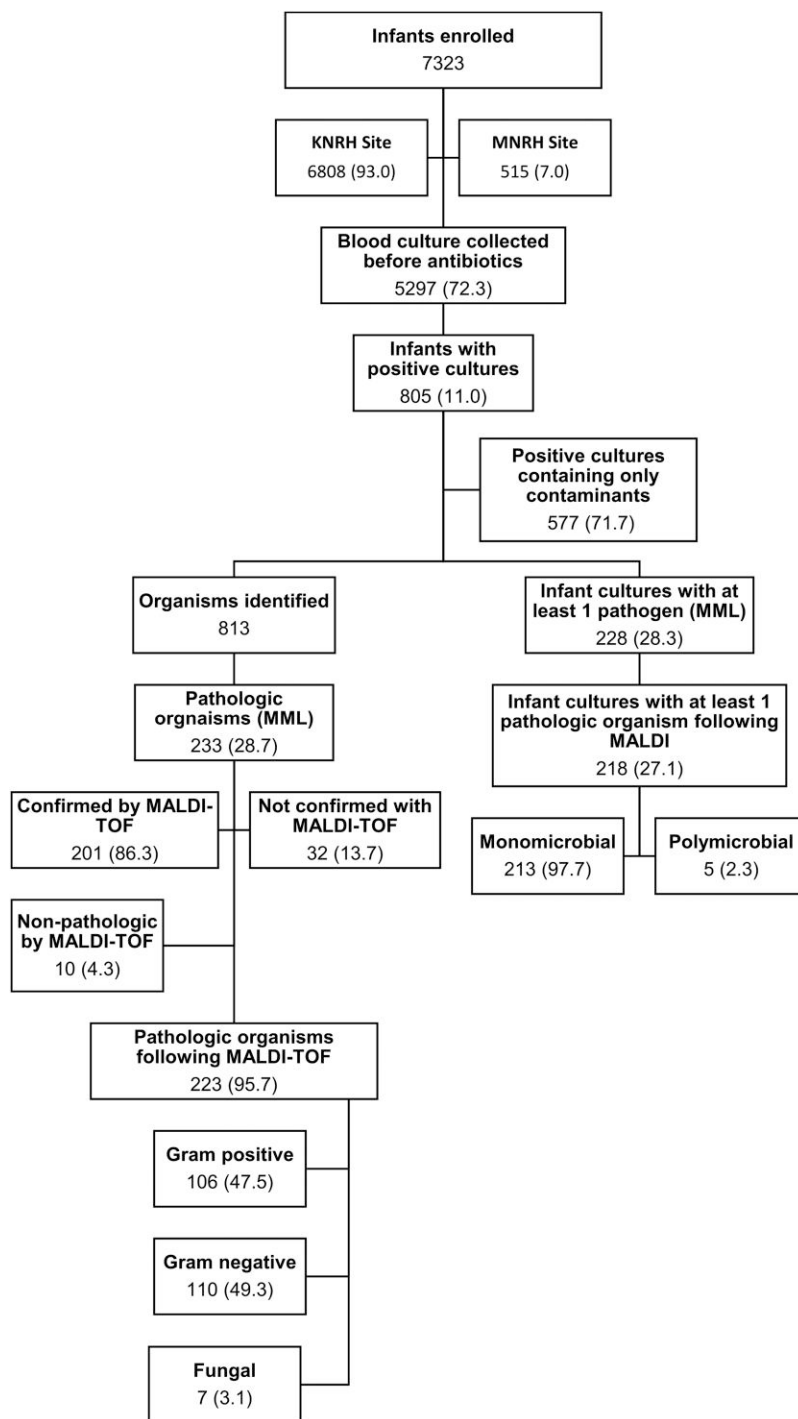 Infants enrolled
7323
KNRH Site
6808 (93.0)
MNRH Site
515 (7.0)
Blood culture collected
before antibiotics
5297 (72.3)
Infants with
positive cultures
805 (11.0)
Positive cultures
containing only
contaminants
577 (71.7)
Organisms identified
813
Infant cultures with at
least 1 pathogen (MML)
228 (28.3)
Pathologic
orgnaisms (MML)
233 (28.7)
Infant cultures with at least 1
pathologic organism following
MALDI
218 (27.1)
Confirmed by MALDI-
TOF
201 (86.3)
Not confirmed with
MALDI-TOF
32 (13.7)
Monomicrobial
213 (97.7)
Polymicrobial
5 (2.3)
Non-pathologic
by MALDI-TOF
10 (4.3)
Pathologic organisms
following MALDI-TOF
223 (95.7)
Gram positive
106 (47.5)
Gram negative
110 (49.3)
Fungal
7 (3.1)